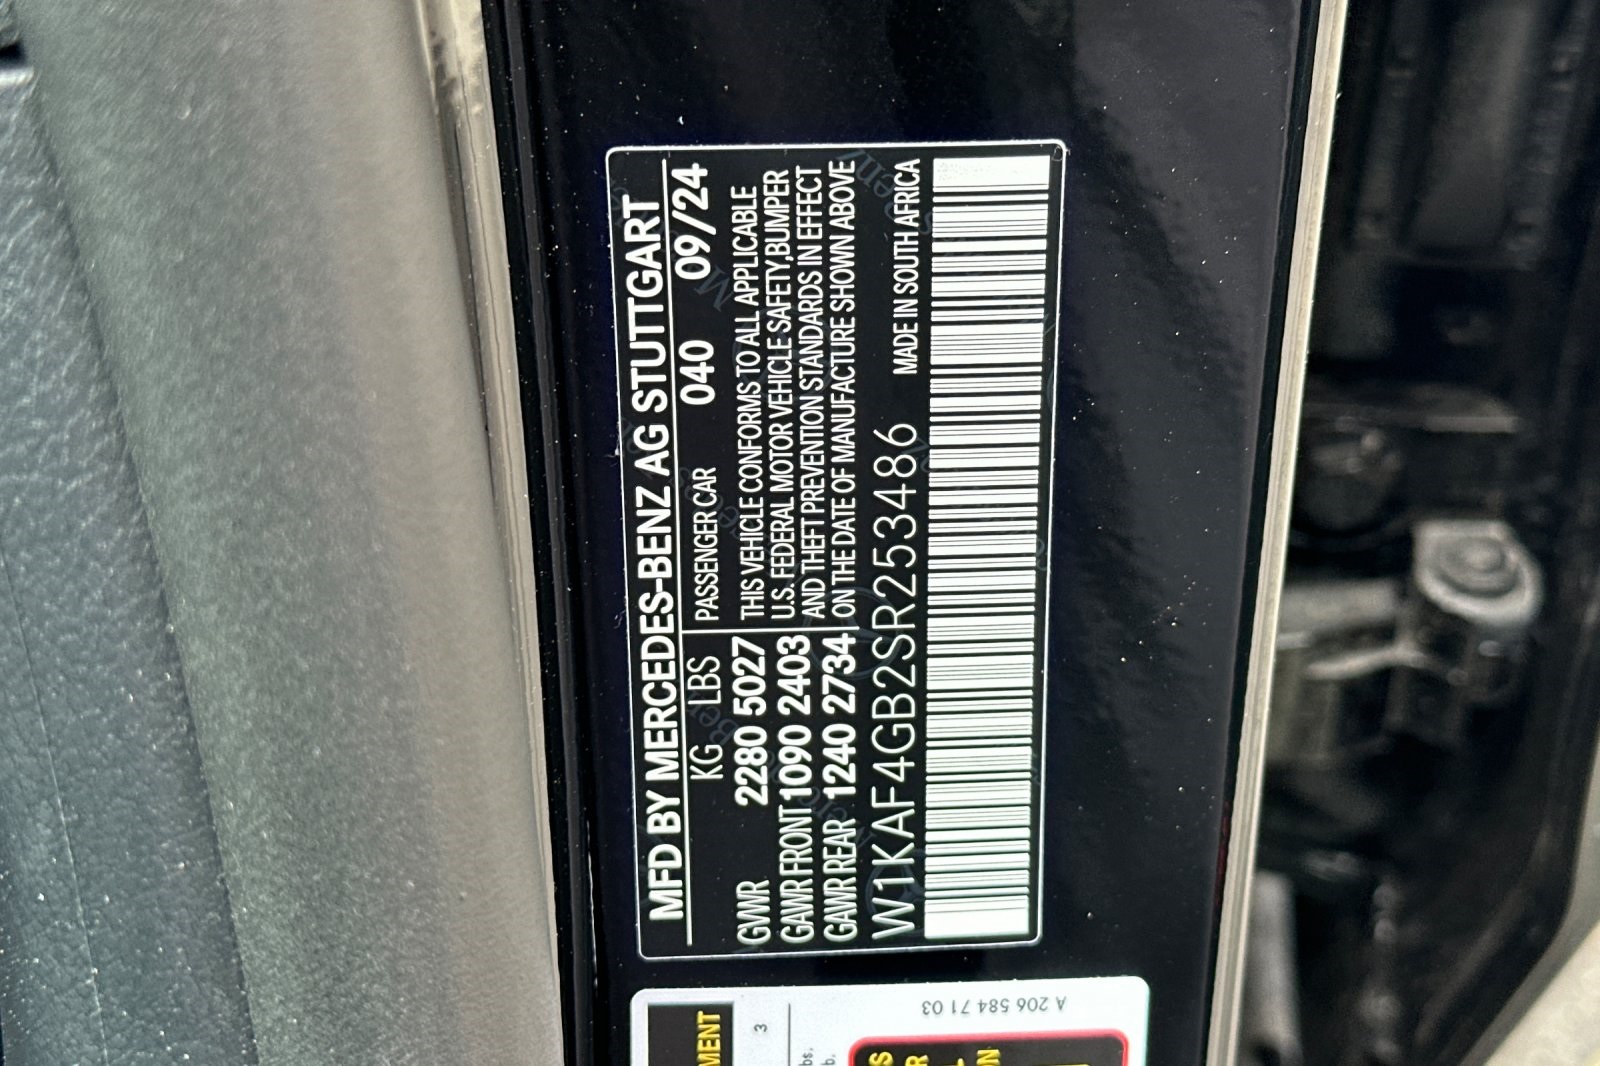 MFD BY MERCEDES-BENZ AG STUTTGART
KG LBS PASSENGER CAR 040 09/24
GVWR 2280 5027 THIS VEHICLE CONFORMS TO ALL APPLICABLE
GAWR FRONT 1090 2403 U.S. FEDERAL MOTOR VEHICLE SAFETY,BUMPER
AND THEFT PREVENTION STANDARDS IN EFFECT
GAWR REAR 1240 2734 ON THE DATE OF MANUFACTURE SHOWN ABOVE
W1KAF4GB2SR253486 MADE IN SOUTH AFRICA
A 206 584 71 03
3